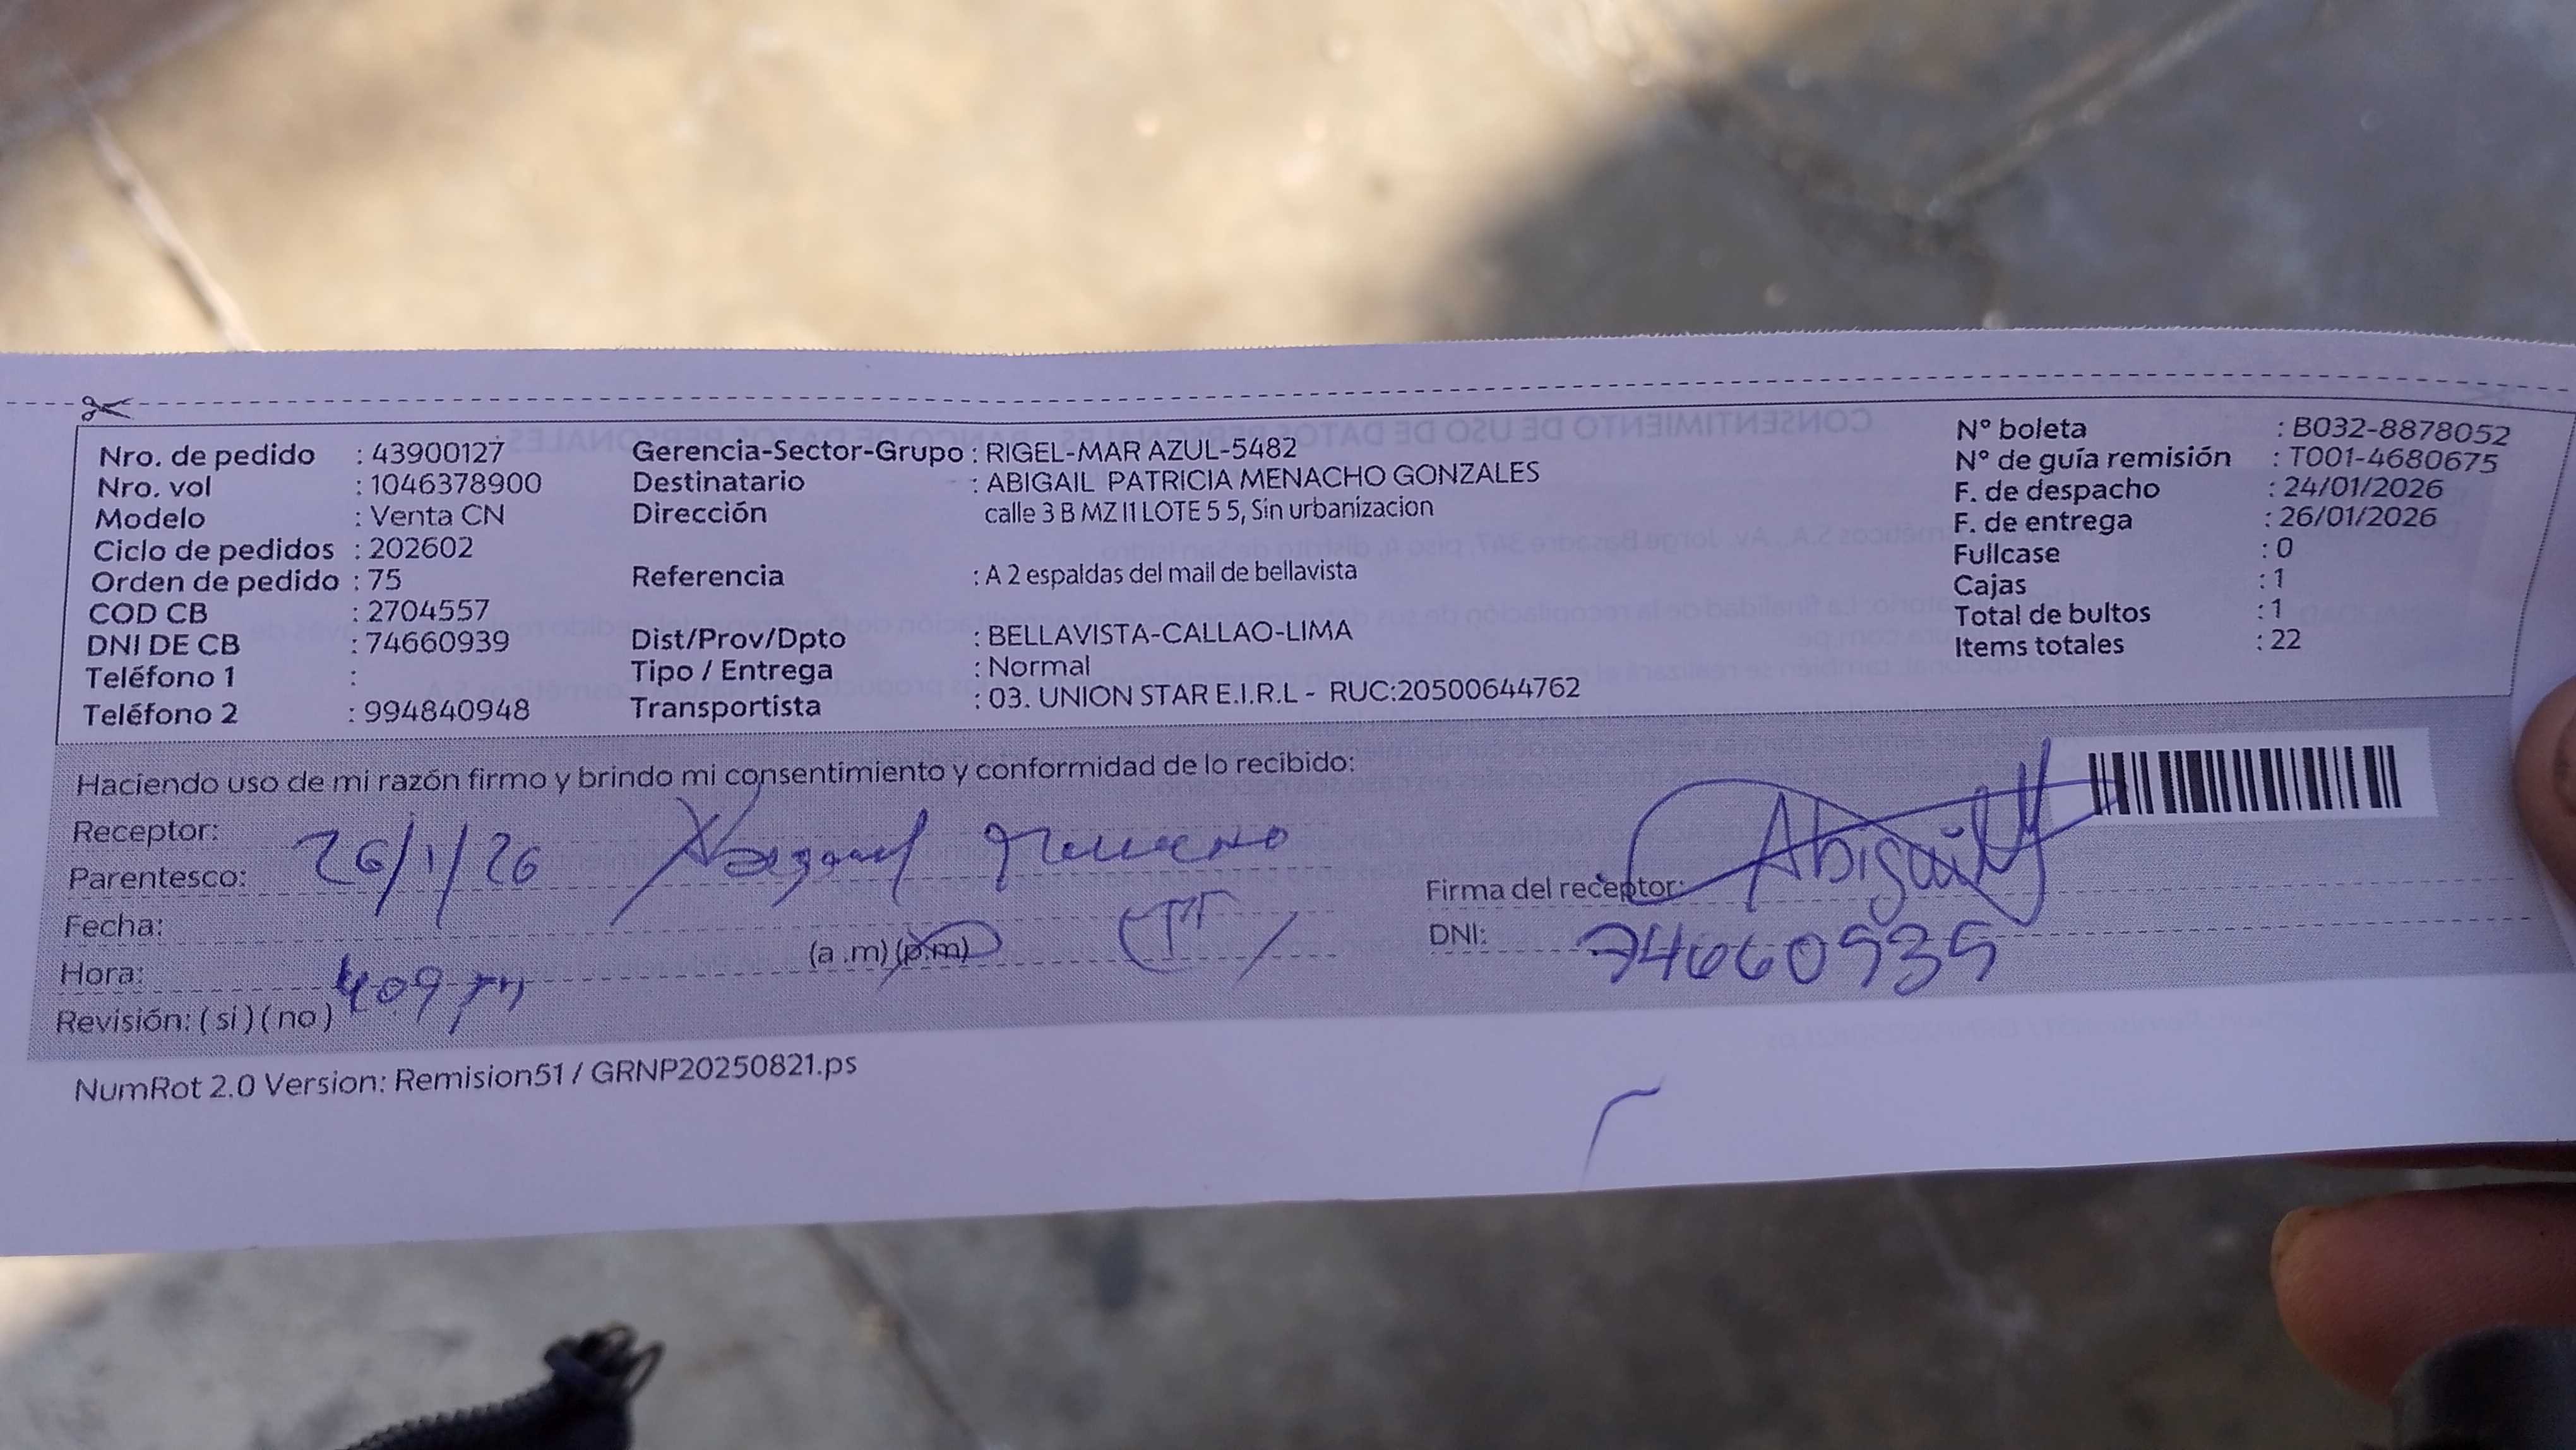 Nro. de pedido : 43900127
Nro. vol : 1046378900
Modelo : Venta CN
Ciclo de pedidos : 202602
Orden de pedido : 75
COD CB : 2704557
DNI DE CB : 74660939
Teléfono 1 :
Teléfono 2 : 994840948
Gerencia-Sector-Grupo : RIGEL-MAR AZUL-5482
Destinatario : ABIGAIL PATRICIA MENACHO GONZALES
Dirección calle 3 B MZ I1 LOTE 5 5, Sin urbanizacion
Referencia : A 2 espaldas del mall de bellavista
Dist/Prov/Dpto : BELLAVISTA-CALLAO-LIMA
Tipo / Entrega : Normal
Transportista : 03. UNION STAR E.I.R.L - RUC:20500644762
N° boleta : B032-8878052
N° de guía remisión : T001-4680675
F. de despacho : 24/01/2026
F. de entrega : 26/01/2026
Fullcase : 0
Cajas : 1
Total de bultos : 1
Items totales : 22
Haciendo uso de mi razón firmo y brindo mi consentimiento y conformidad de lo recibido:
Receptor:
Parentesco: 26/1/26 Abigael Menacho
Fecha:
Hora: (a .m) (p.m)
Revisión: ( si ) ( no ) 409 pm
Firma del receptor: Abigail
DNI: 74660939
NumRot 2.0 Version: Remision51 / GRNP20250821.ps